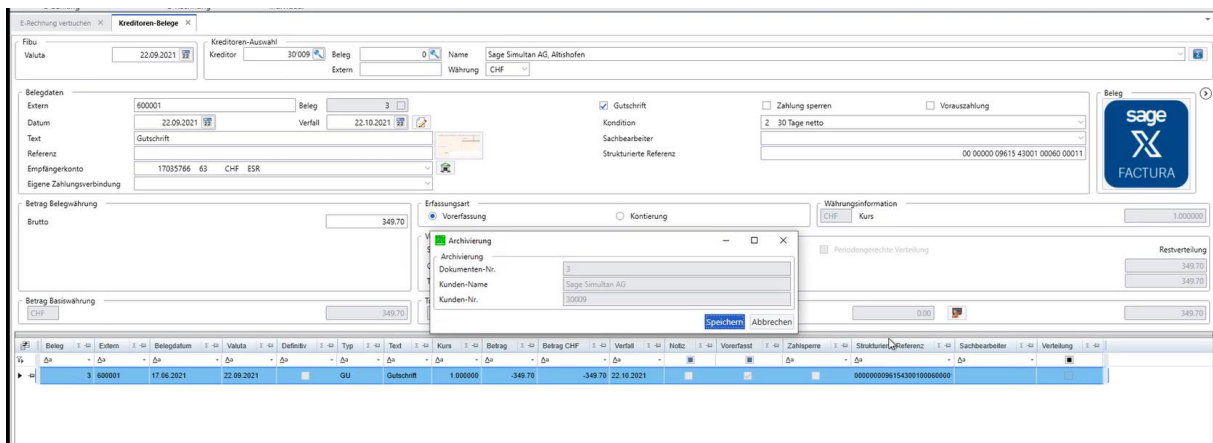 E-Rechnung verbuchen × Kreditoren-Belege ×
Fibu Kreditoren-Auswahl
Valuta 22.09.2021 Kreditor 30'009 Beleg 0 Name Sage Simultan AG, Altishofen
Extern Währung CHF
Belegdaten Beleg
Extern 600001 Beleg 3 Gutschrift Zahlung sperren Vorauszahlung
Datum 22.09.2021 Verfall 22.10.2021 Kondition 2 30 Tage netto
Text Gutschrift Sachbearbeiter
Referenz Strukturierte Referenz 00 00000 09615 43001 00060 00011
Empfängerkonto 17035766 63 CHF ESR
Eigene Zahlungsverbindung
sage
X
FACTURA
Betrag Belegwährung Erfassungsart Währungsinformation
Brutto 349.70 Vorerfassung Kontierung CHF Kurs 1.000000
Periodengerechte Verteilung Restverteilung
349.70
349.70
Archivierung
Archivierung
Dokumenten-Nr. 3
Kunden-Name Sage Simultan AG
Kunden-Nr. 30009
Speichern Abbrechen
Betrag Basiswährung
CHF 349.70 0.00 349.70
Beleg Extern Belegdatum Valuta Definitiv Typ Text Kurs Betrag Betrag CHF Verfall Notiz Vorerfasst Zahlsperre Sachbearbeiter Verteilung
3 600001 17.06.2021 22.09.2021 GU Gutschrift 1.000000 -349.70 -349.70 22.10.2021